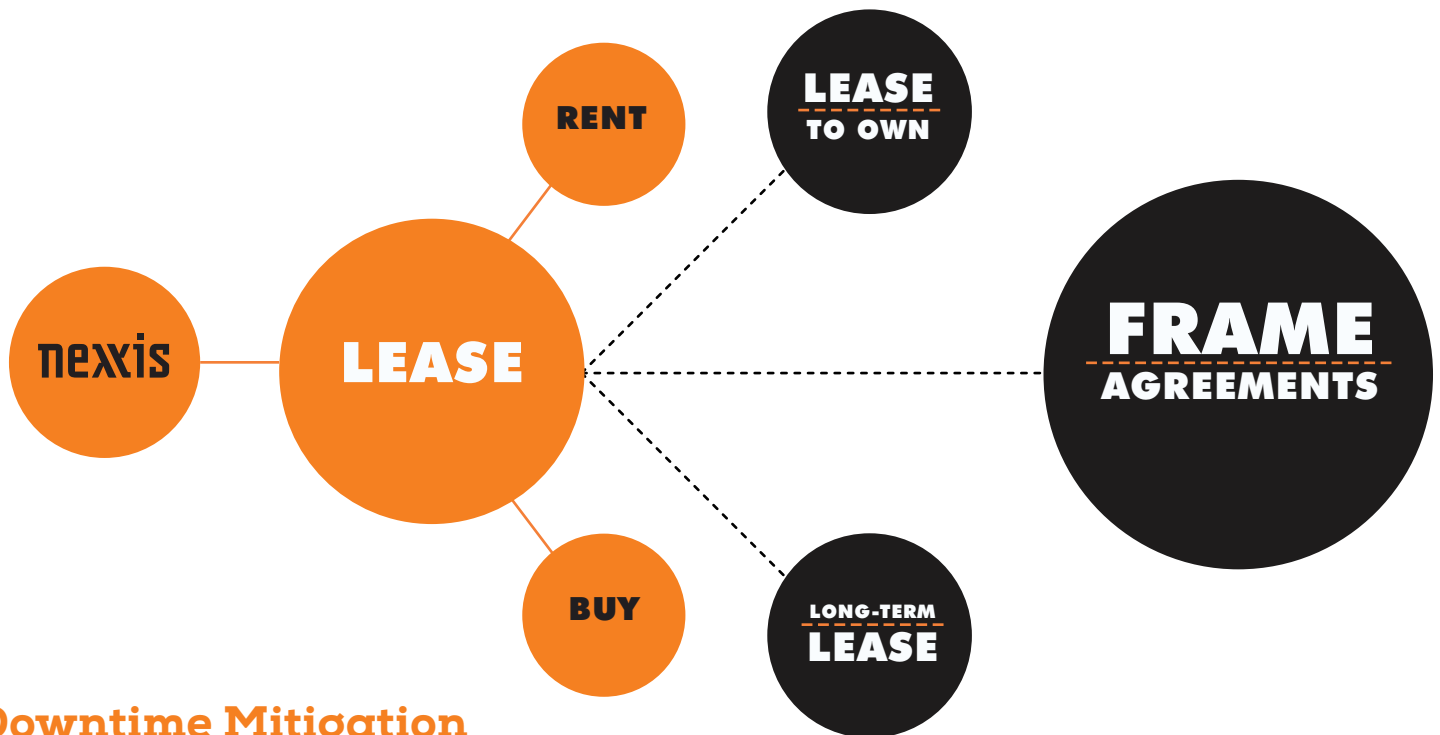 RENT
LEASE
TO OWN
nexxis
LEASE
FRAME
AGREEMENTS
BUY
LONG-TERM
LEASE
Downtime Mitigation